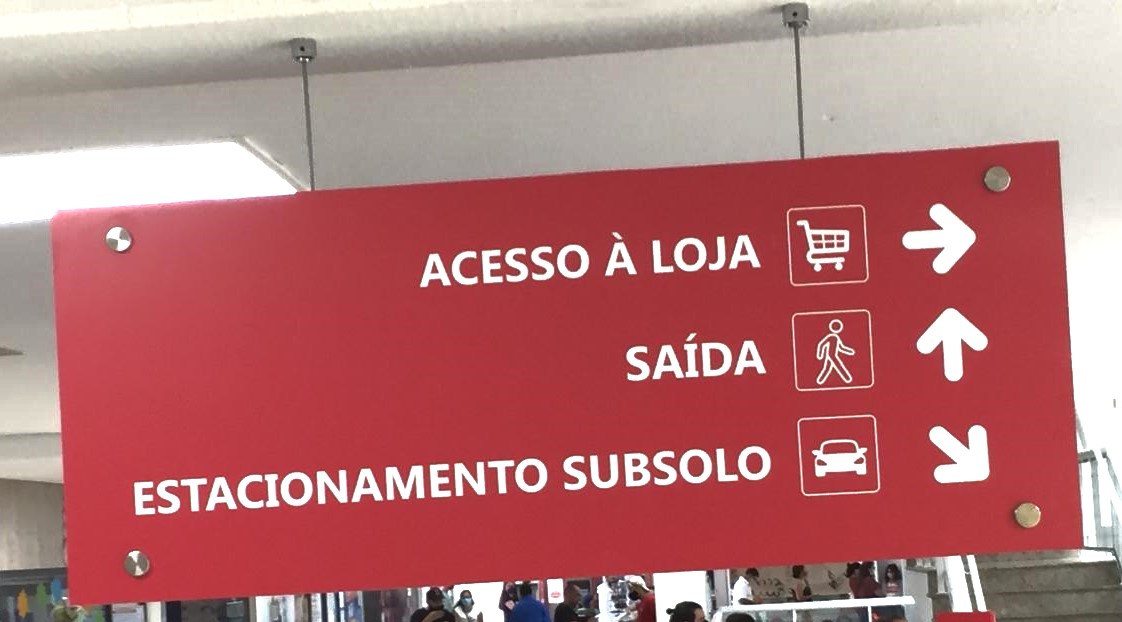 ACESSO À LOJA
SAÍDA
ESTACIONAMENTO SUBSOLO